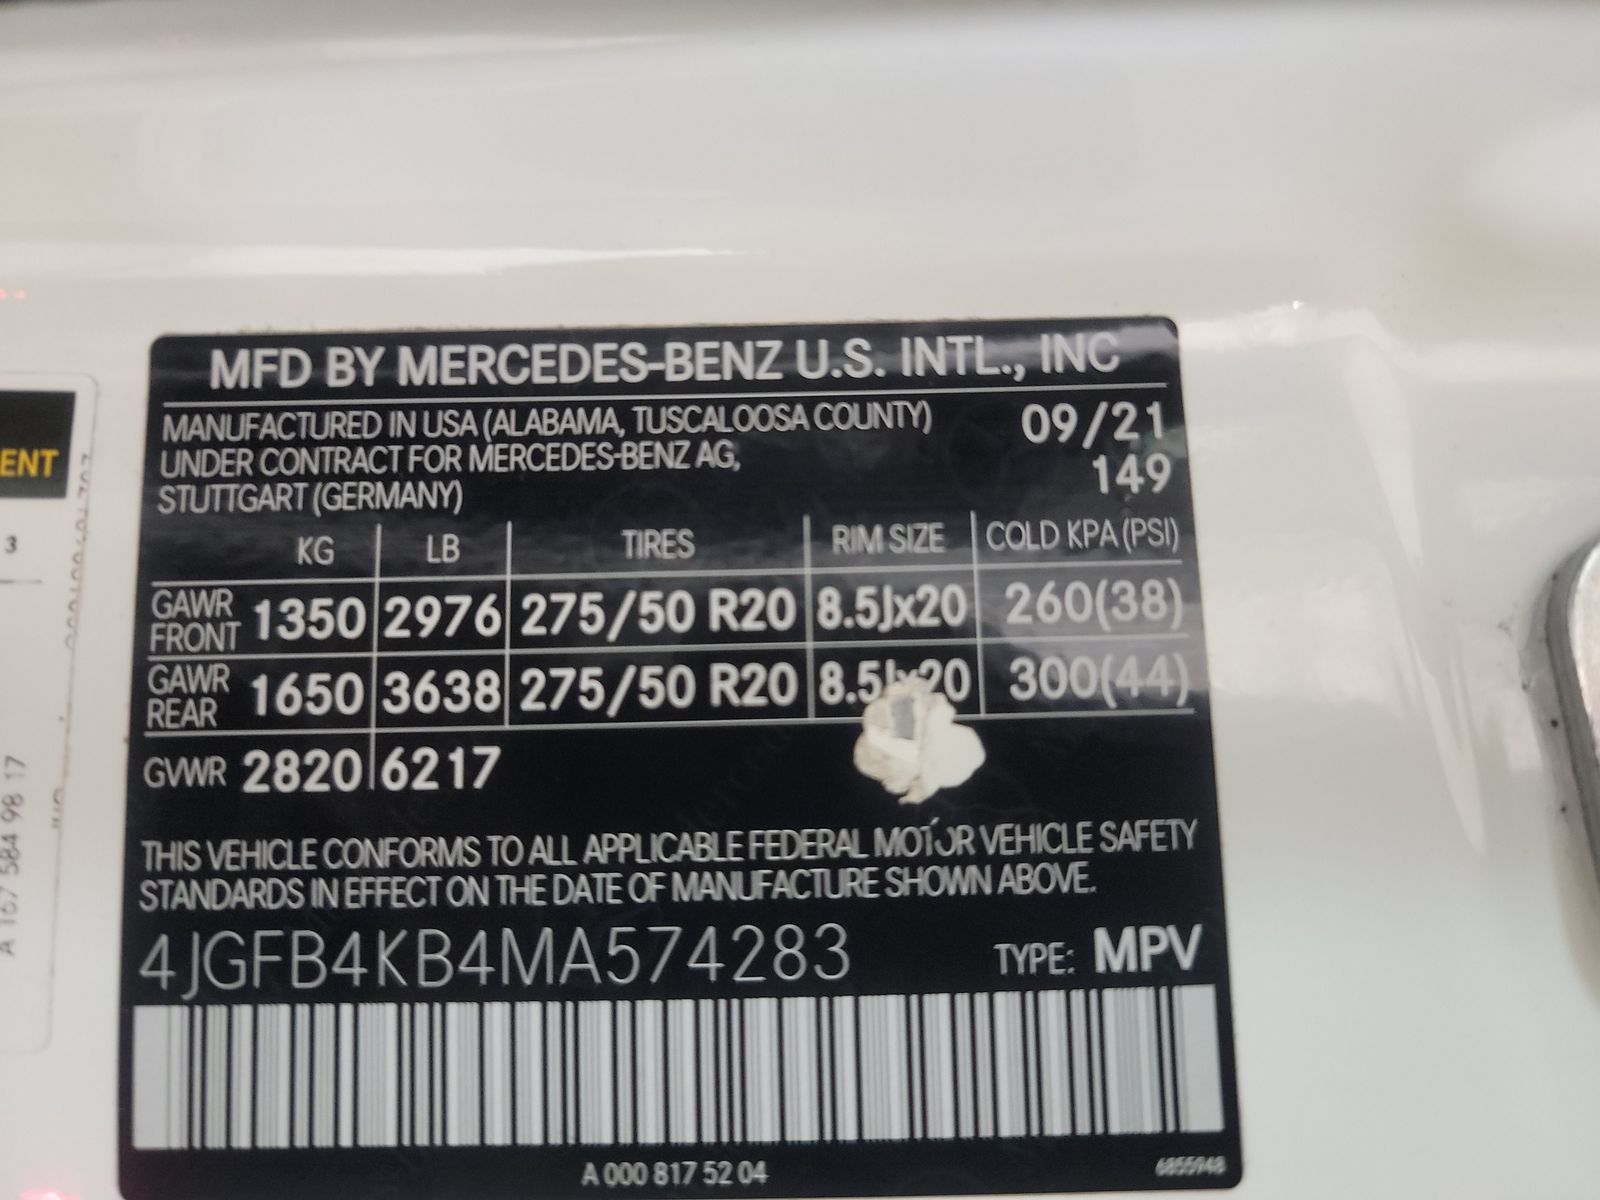 MFD BY MERCEDES-BENZ U.S. INTL., INC
MANUFACTURED IN USA (ALABAMA, TUSCALOOSA COUNTY) 09/21
UNDER CONTRACT FOR MERCEDES-BENZ AG, 149
STUTTGART (GERMANY)
KG LB TIRES RIM SIZE COLD KPA (PSI)
GAWR FRONT 1350 2976 275/50 R20 8.5Jx20 260(38)
GAWR REAR 1650 3638 275/50 R20 8.5Jx20 300(44)
GVWR 2820 6217
THIS VEHICLE CONFORMS TO ALL APPLICABLE FEDERAL MOTOR VEHICLE SAFETY
STANDARDS IN EFFECT ON THE DATE OF MANUFACTURE SHOWN ABOVE.
4JGFB4KB4MA574283 TYPE: MPV
A 000 817 52 04 6855948
ENT
3
A 167 584 98 17